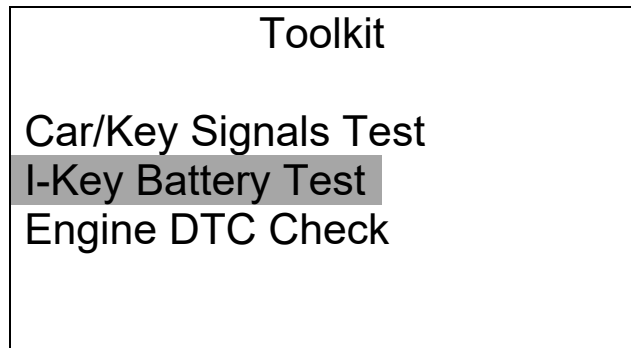 Toolkit
Car/Key Signals Test
I-Key Battery Test
Engine DTC Check